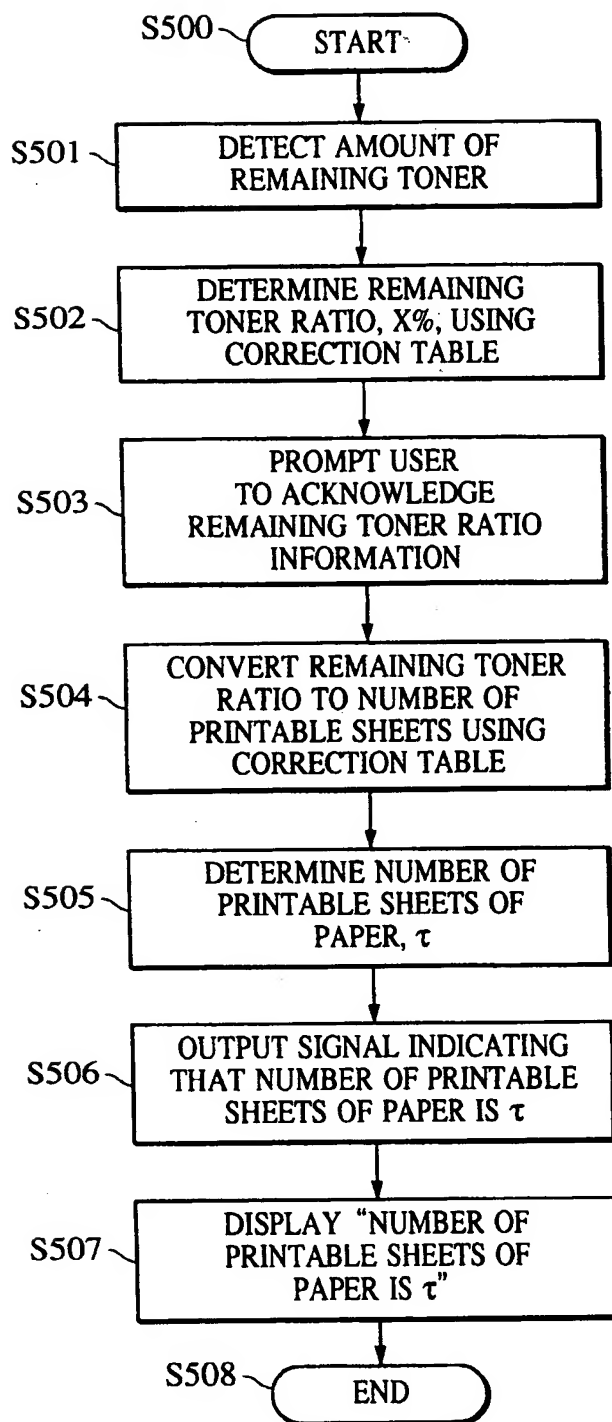 S500
START
S501
DETECT AMOUNT OF
REMAINING TONER
S502
DETERMINE REMAINING
TONER RATIO, X%, USING
CORRECTION TABLE
S503
PROMPT USER
TO ACKNOWLEDGE
REMAINING TONER RATIO
INFORMATION
S504
CONVERT REMAINING TONER
RATIO TO NUMBER OF
PRINTABLE SHEETS USING
CORRECTION TABLE
S505
DETERMINE NUMBER OF
PRINTABLE SHEETS OF
PAPER, τ
S506
OUTPUT SIGNAL INDICATING
THAT NUMBER OF PRINTABLE
SHEETS OF PAPER IS τ
S507
DISPLAY “NUMBER OF
PRINTABLE SHEETS OF
PAPER IS τ”
S508
END